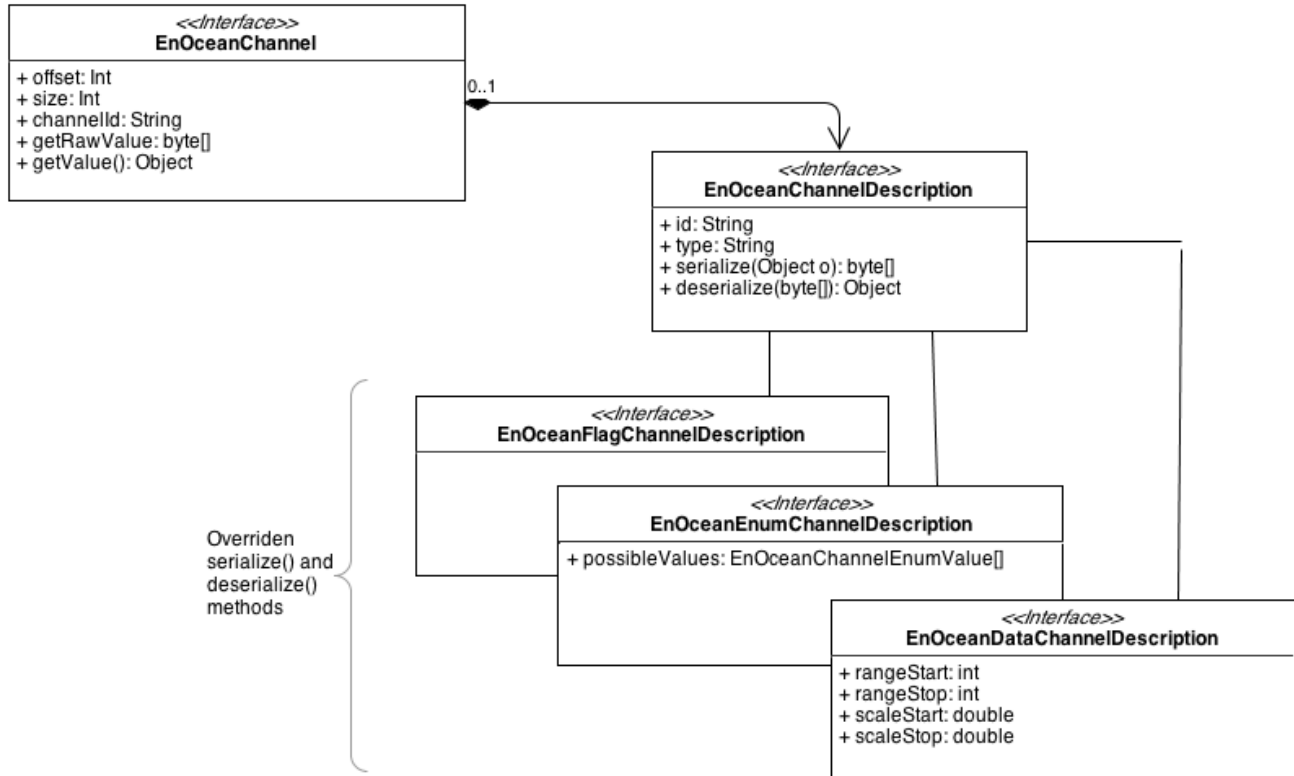 <<Interface>>
EnOceanChannel
+ offset: Int
+ size: Int
+ channelId: String
+ getRawValue: byte[]
+ getValue(): Object
0..1
<<Interface>>
EnOceanChannelDescription
+ id: String
+ type: String
+ serialize(Object o): byte[]
+ deserialize(byte[]): Object
<<Interface>>
EnOceanFlagChannelDescription
<<Interface>>
EnOceanEnumChannelDescription
+ possibleValues: EnOceanChannelEnumValue[]
Overriden
serialize() and
deserialize()
methods
<<Interface>>
EnOceanDataChannelDescription
+ rangeStart: int
+ rangeStop: int
+ scaleStart: double
+ scaleStop: double